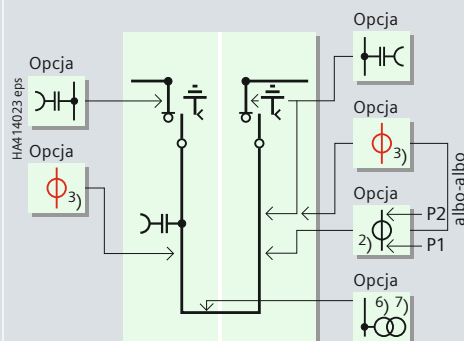 Opcja
Opcja
HA414023 eps
Opcja
3)
Opcja
3)
Opcja
2)
P2
P1
albo-albo
Opcja
6) 7)